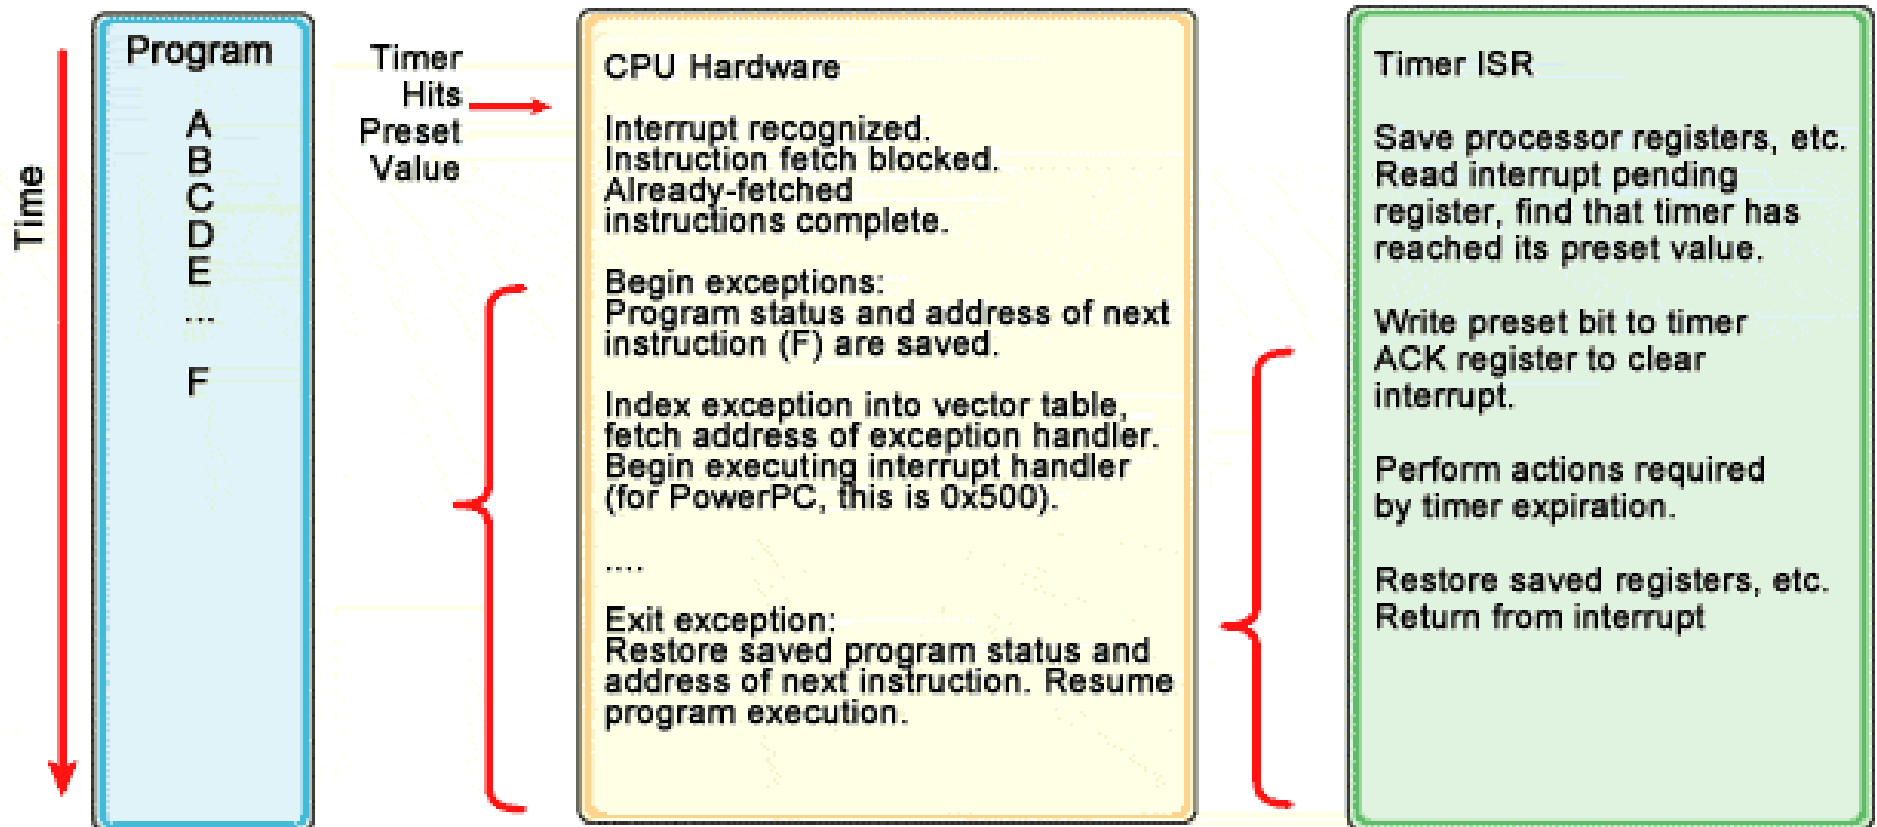 Time
Program
A
B
C
D
E
...
F
Timer
Hits
Preset
Value
CPU Hardware
Interrupt recognized.
Instruction fetch blocked.
Already-fetched
instructions complete.
Begin exceptions:
Program status and address of next
instruction (F) are saved.
Index exception into vector table,
fetch address of exception handler.
Begin executing interrupt handler
(for PowerPC, this is 0x500).
....
Exit exception:
Restore saved program status and
address of next instruction. Resume
program execution.
Timer ISR
Save processor registers, etc.
Read interrupt pending
register, find that timer has
reached its preset value.
Write preset bit to timer
ACK register to clear
interrupt.
Perform actions required
by timer expiration.
Restore saved registers, etc.
Return from interrupt